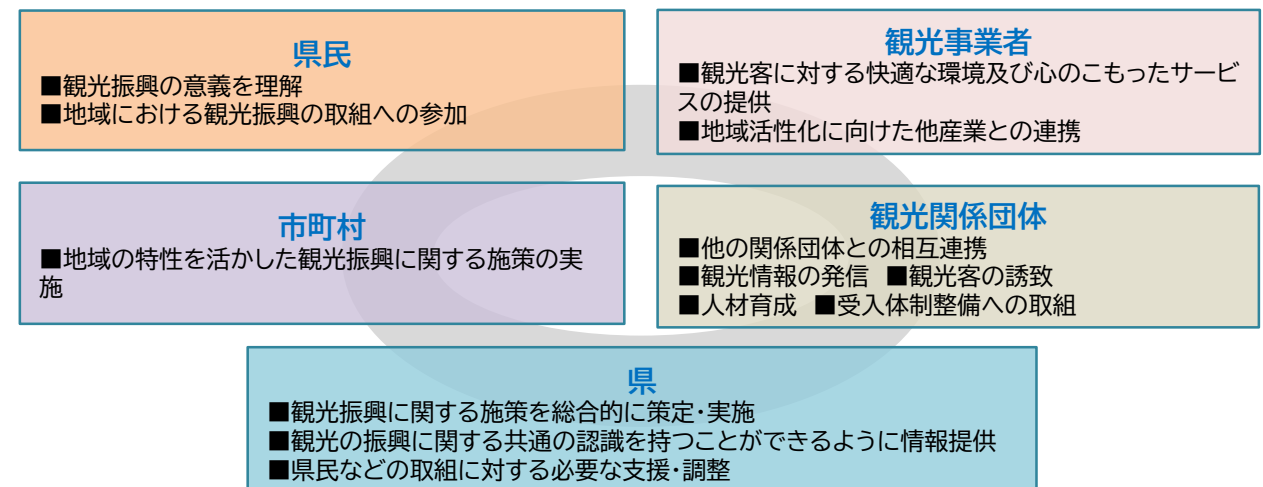 県民
■観光振興の意義を理解
■地域における観光振興の取組への参加
観光事業者
■観光客に対する快適な環境及び心のこもったサービ
スの提供
■地域活性化に向けた他産業との連携
市町村
■地域の特性を活かした観光振興に関する施策の実
施
観光関係団体
■他の関係団体との相互連携
■観光情報の発信 ■観光客の誘致
■人材育成 ■受入体制整備への取組
県
■観光振興に関する施策を総合的に策定・実施
■観光の振興に関する共通の認識を持つことができるように情報提供
■県民などの取組に対する必要な支援・調整